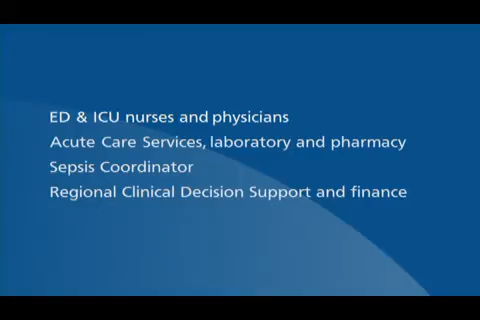 ED & ICU nurses and physicians
Acute Care Services, laboratory and pharmacy
Sepsis Coordinator
Regional Clinical Decision Support and finance